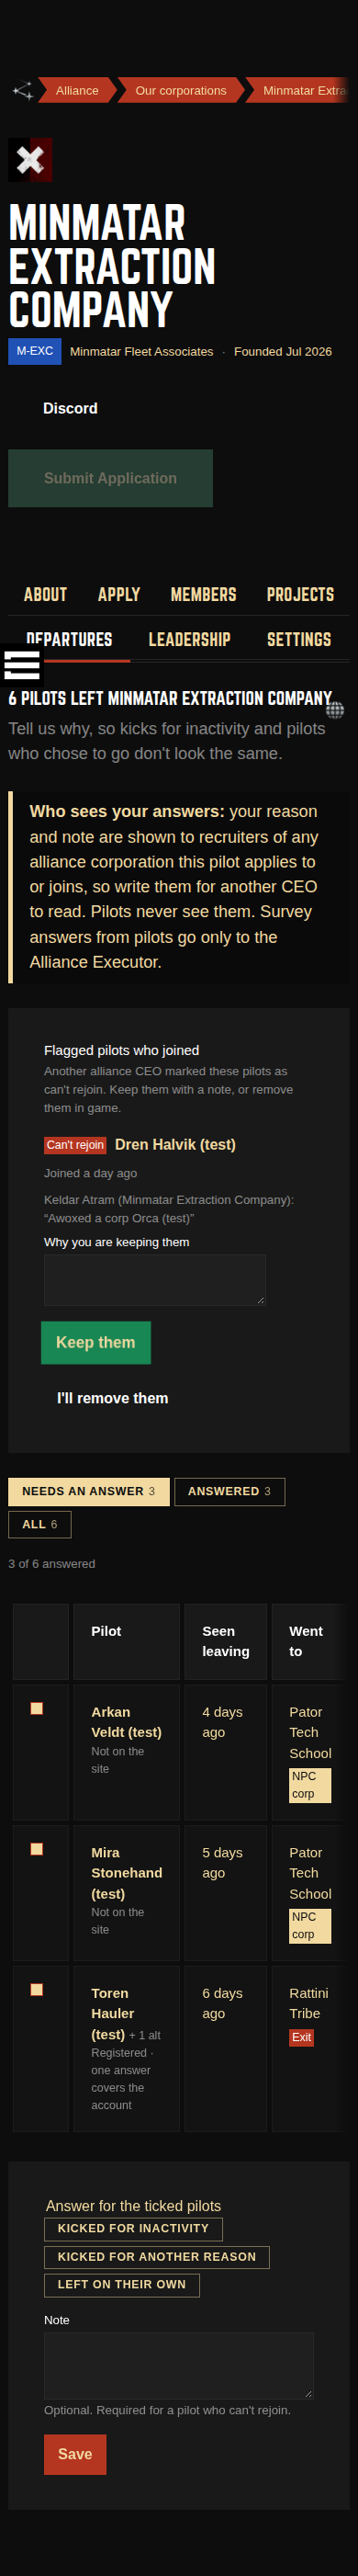 Alliance Our corporations Minmatar Extra
MINMATAR
EXTRACTION
COMPANY
M-EXC Minmatar Fleet Associates · Founded Jul 2026
Discord
Submit Application
ABOUT APPLY MEMBERS PROJECTS
DEPARTURES LEADERSHIP SETTINGS
6 PILOTS LEFT MINMATAR EXTRACTION COMPANY
Tell us why, so kicks for inactivity and pilots
who chose to go don't look the same.
Who sees your answers: your reason
and note are shown to recruiters of any
alliance corporation this pilot applies to
or joins, so write them for another CEO
to read. Pilots never see them. Survey
answers from pilots go only to the
Alliance Executor.
Flagged pilots who joined
Another alliance CEO marked these pilots as
can't rejoin. Keep them with a note, or remove
them in game.
Can't rejoin Dren Halvik (test)
Joined a day ago
Keldar Atram (Minmatar Extraction Company):
“Awoxed a corp Orca (test)”
Why you are keeping them
Keep them
I'll remove them
NEEDS AN ANSWER 3 ANSWERED 3
ALL 6
3 of 6 answered
Pilot Seen Went
leaving to
Arkan 4 days Pator
Veldt (test) ago Tech
Not on the School
site NPC
corp
Mira 5 days Pator
Stonehand ago Tech
(test) School
Not on the NPC
site corp
Toren 6 days Rattini
Hauler ago Tribe
(test) + 1 alt Exit
Registered ·
one answer
covers the
account
Answer for the ticked pilots
KICKED FOR INACTIVITY
KICKED FOR ANOTHER REASON
LEFT ON THEIR OWN
Note
Optional. Required for a pilot who can't rejoin.
Save